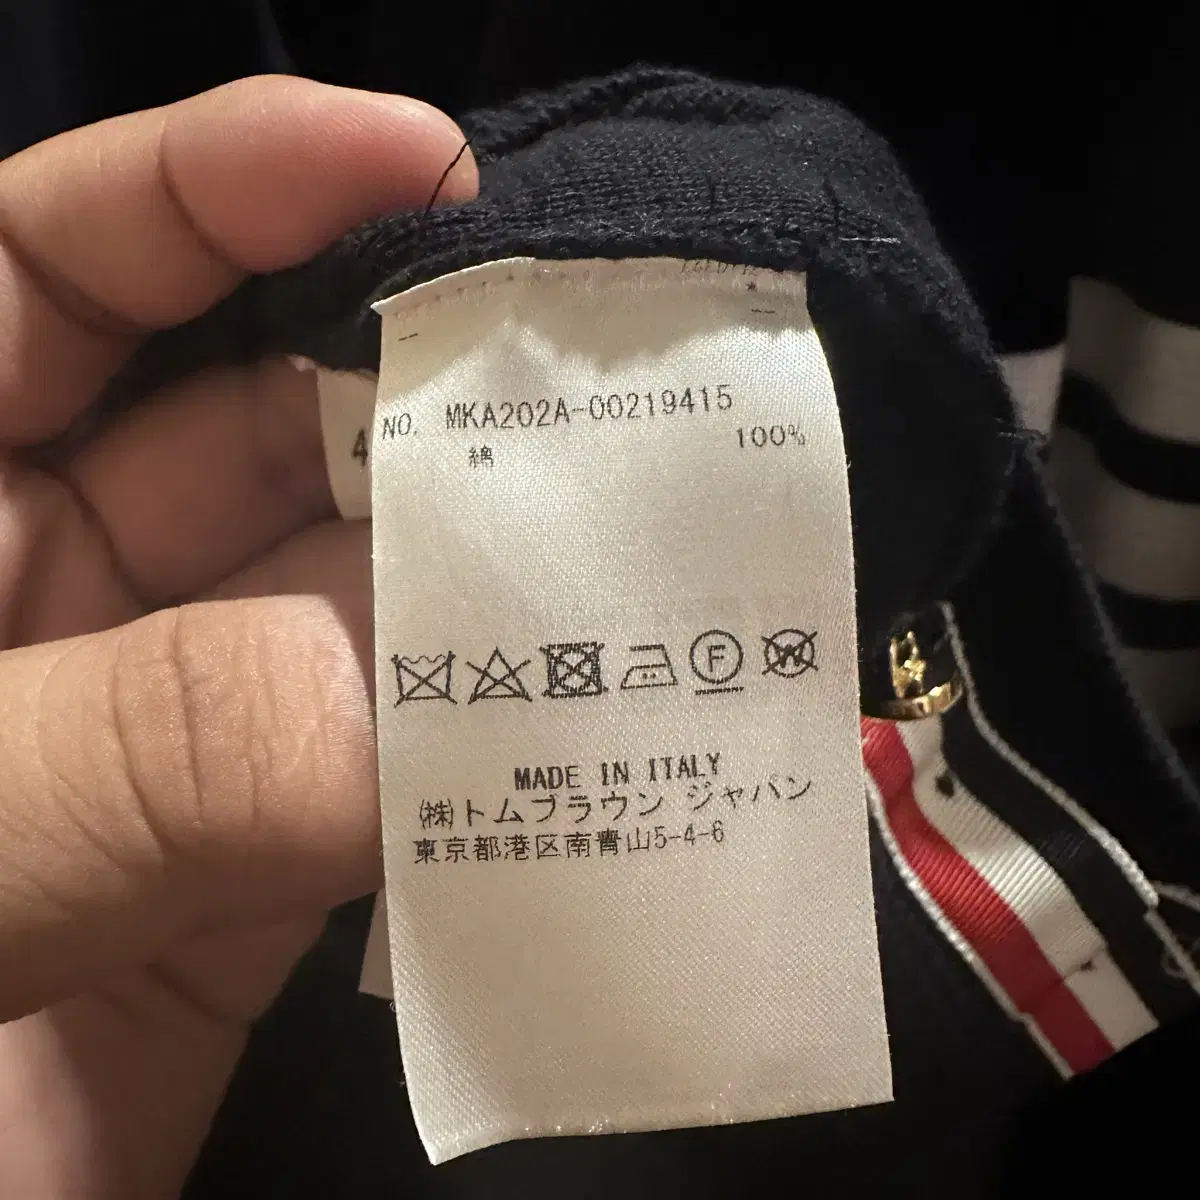 NO. MKA202A-00219415
綿 100%
4
F
W
MADE IN ITALY
(株)トムブラウン ジャパン
東京都港区南青山5-4-6